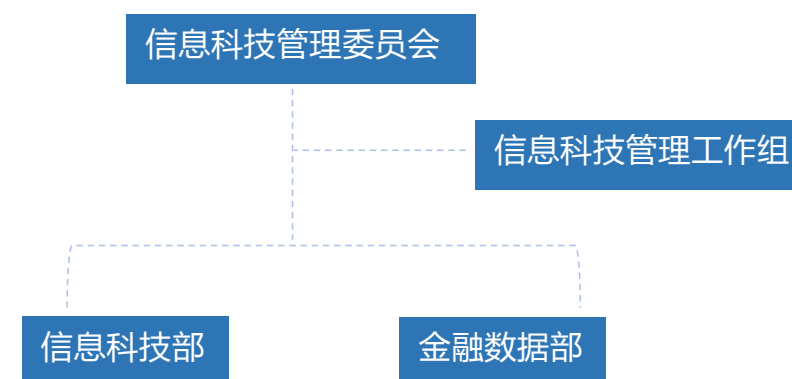 信息科技管理委员会
信息科技管理工作组
信息科技部
金融数据部